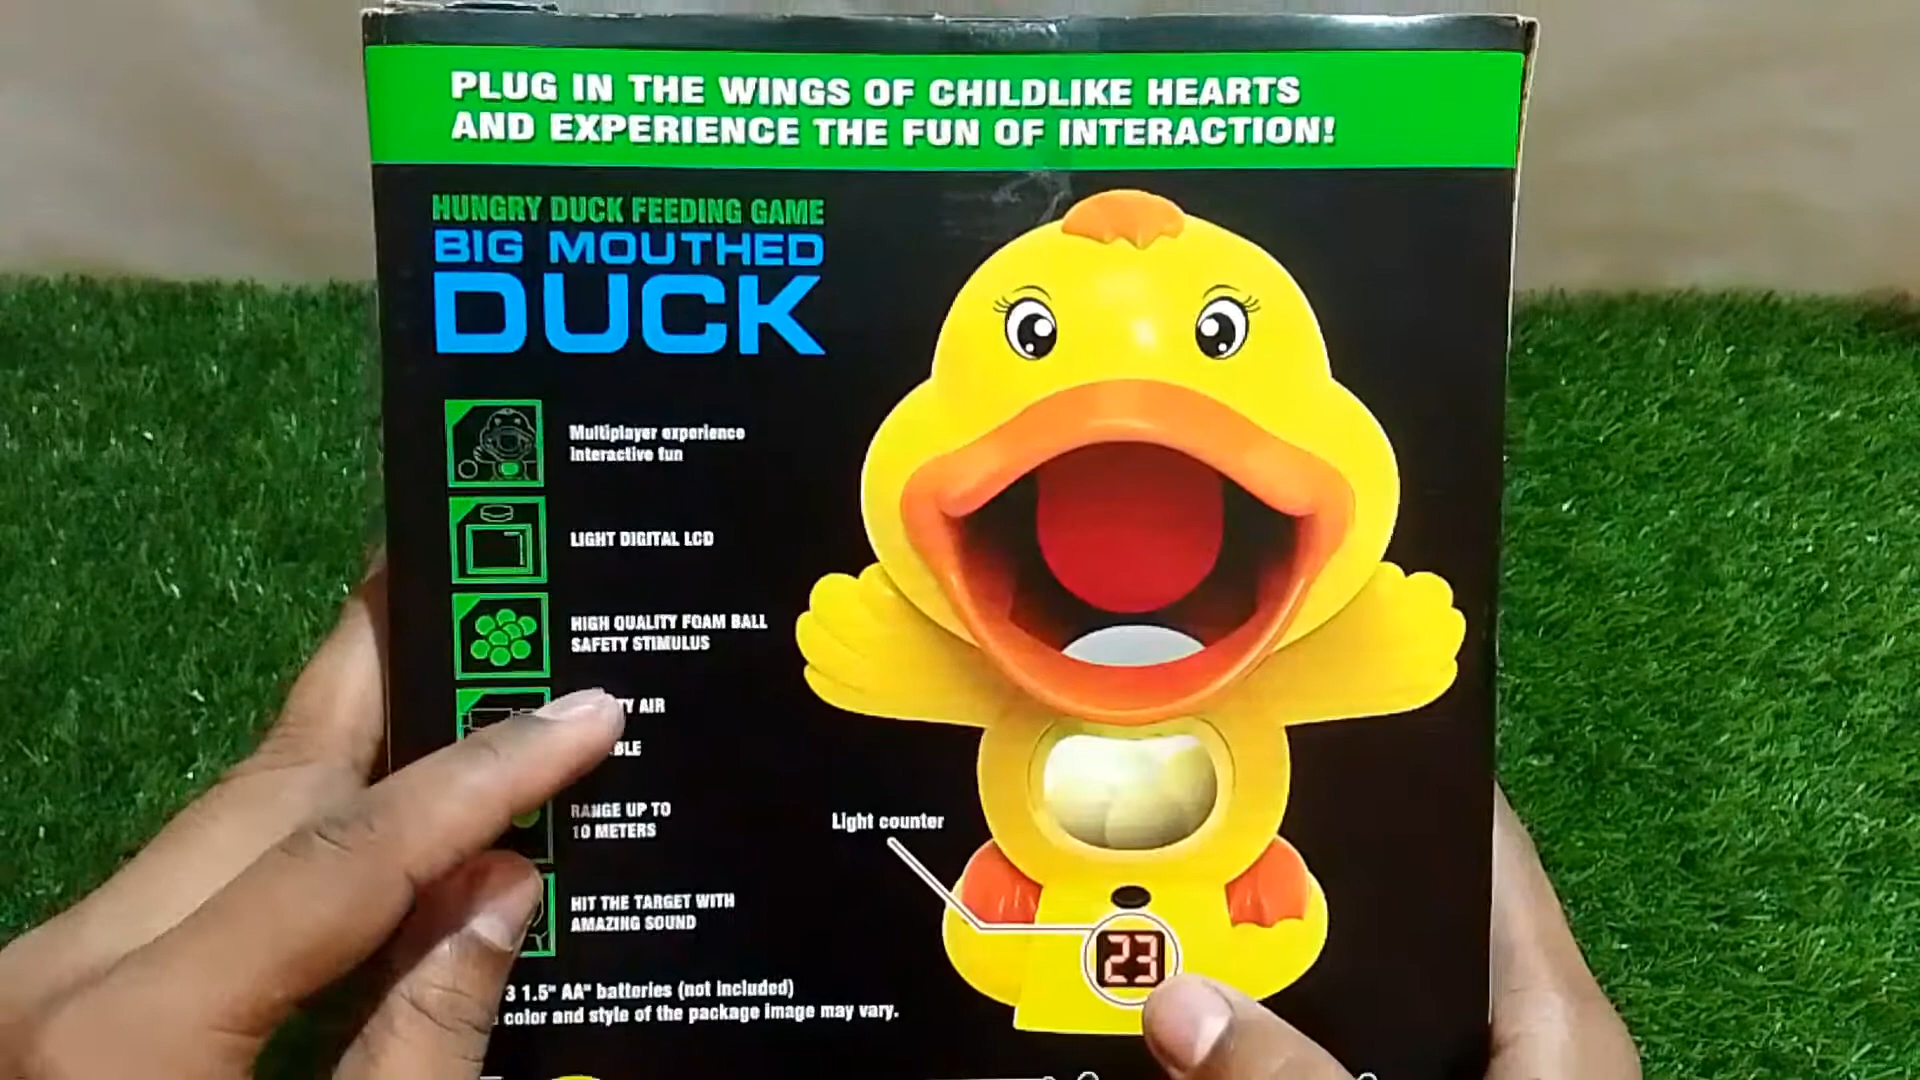 PLUG IN THE WINGS OF CHILDLIKE HEARTS
AND EXPERIENCE THE FUN OF INTERACTION!
HUNGRY DUCK FEEDING GAME
BIG MOUTHED
DUCK
Multiplayer experience
interactive fun
LIGHT DIGITAL LCD
HIGH QUALITY FOAM BALL
SAFETY STIMULUS
AIR
RANGE UP TO
10 METERS
HIT THE TARGET WITH
AMAZING SOUND
Light counter
23
3 1.5" AA" batteries (not included)
color and style of the package image may vary.